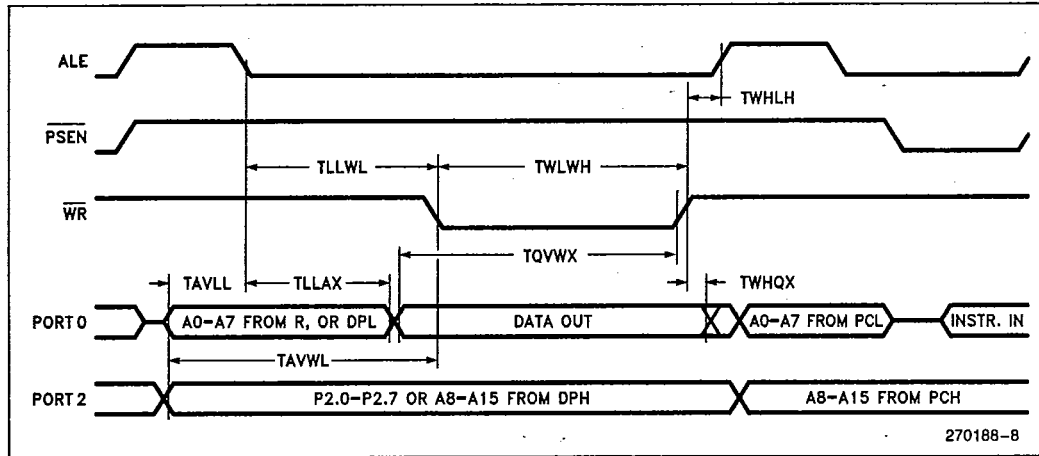 ALE
TWHLH
PSEN
TLLWL
TWLWH
WR
TQVWX
TAVLL
TLLAX
TWHQX
PORT 0
A0-A7 FROM R, OR DPL
DATA OUT
A0-A7 FROM PCL
INSTR. IN
TAVWL
PORT 2
P2.0-P2.7 OR A8-A15 FROM DPH
A8-A15 FROM PCH
270188-8